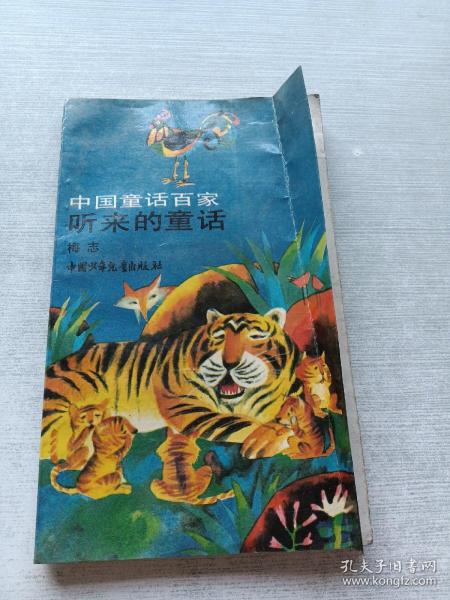 中国童话百家
听来的童话
梅志
中国少年儿童出版社
孔夫子旧书网
www.kongfz.com